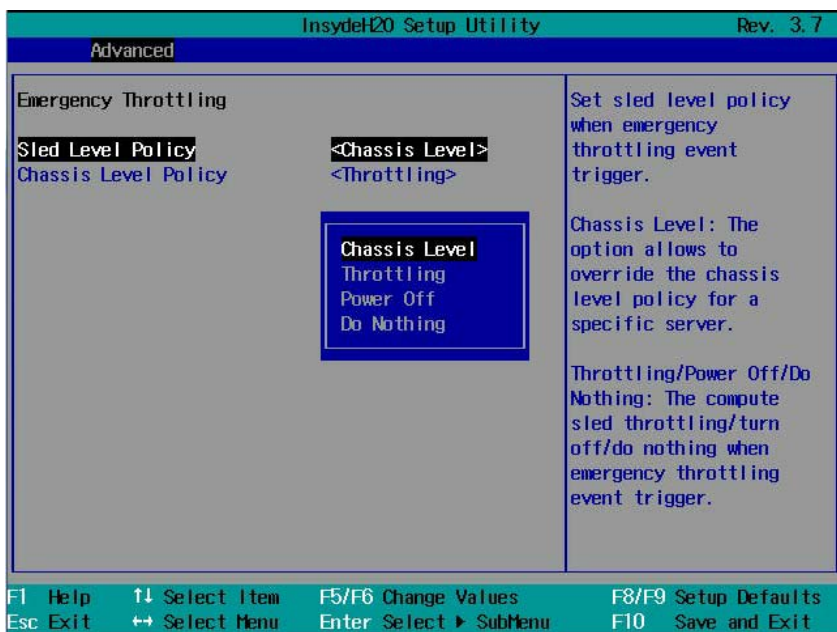 InsydeH20 Setup Utility Rev. 3.7
Advanced
Emergency Throttling
Sled Level Policy <Chassis Level>
Chassis Level Policy <Throttling>
Chassis Level
Throttling
Power Off
Do Nothing
Set sled level policy
when emergency
throttling event
trigger.
Chassis Level: The
option allows to
override the chassis
level policy for a
specific server.
Throttling/Power Off/Do
Nothing: The compute
sled throttling/turn
off/do nothing when
emergency throttling
event trigger.
F1 Help ↑↓ Select Item F5/F6 Change Values F8/F9 Setup Defaults
Esc Exit ↔ Select Menu Enter Select ▶ SubMenu F10 Save and Exit